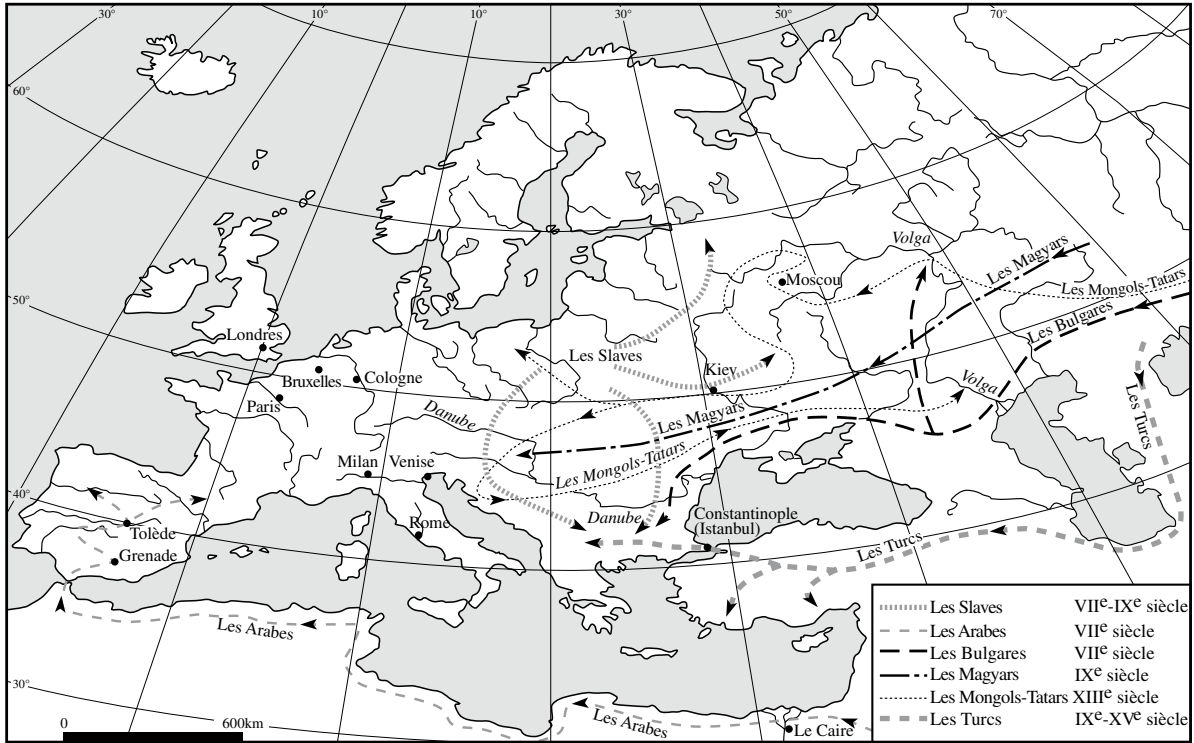 30°
10°
10°
30°
50°
70°
60°
50°
40°
30°
Volga
Les Magyars
Moscou
Les Mongols-Tatars
Les Bulgares
Londres
Les Slaves
Bruxelles
Cologne
Kiev
Paris
Volga
Danube
Les Magyars
Les Turcs
Milan
Venise
Les Mongols-Tatars
Tolède
Rome
Danube
Constantinople
(Istanbul)
Grenade
Les Turcs
Les Arabes
Les Arabes
Le Caire
0
600km
Les Slaves VIIe-IXe siècle
Les Arabes VIIe siècle
Les Bulgares VIIe siècle
Les Magyars IXe siècle
Les Mongols-Tatars XIIIe siècle
Les Turcs IXe-XVe siècle